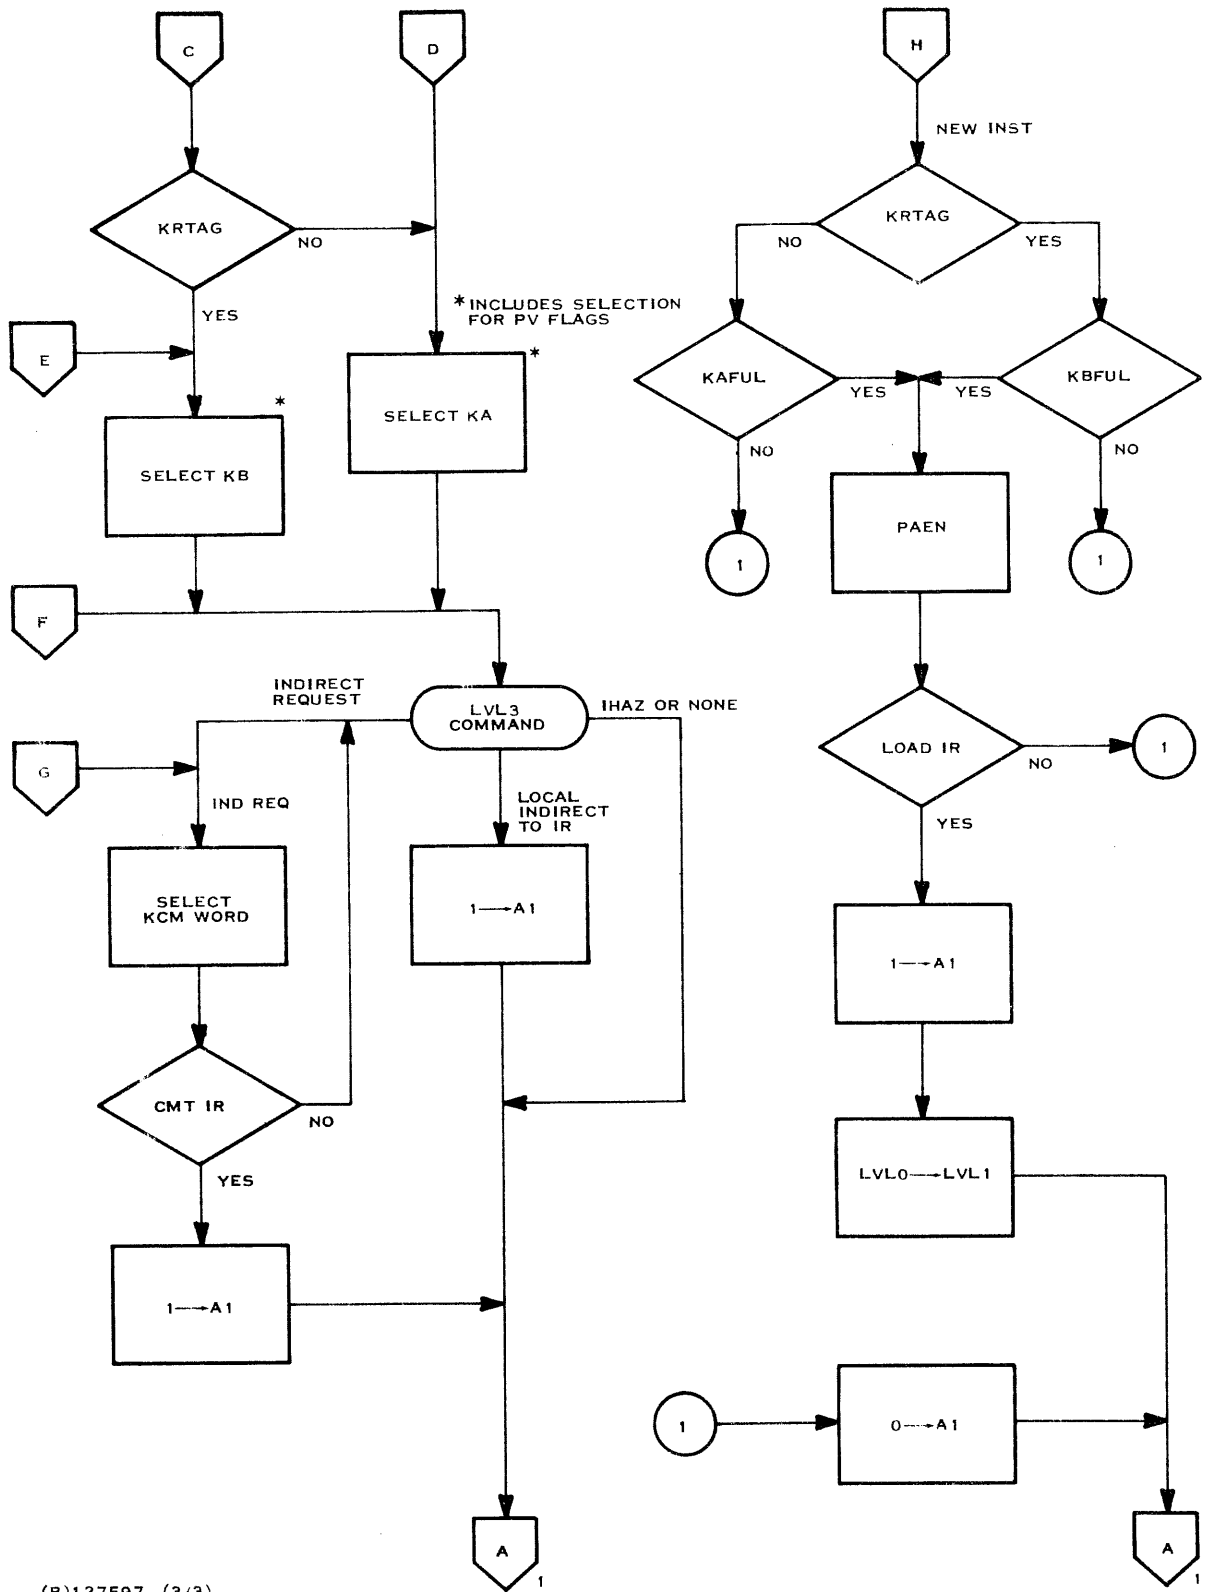 C
D
H
NEW INST
KRTAG
NO
YES
KRTAG
NO
YES
E
*INCLUDES SELECTION
FOR PV FLAGS
*
SELECT KA
*
SELECT KB
KAFUL
YES
NO
KBFUL
YES
NO
PAEN
1
1
F
INDIRECT
REQUEST
LVL3
COMMAND
IHAZ OR NONE
G
IND REQ
LOCAL
INDIRECT
TO IR
LOAD IR
NO
1
YES
SELECT
KCM WORD
1→A1
1→A1
CMT IR
NO
YES
LVL0→LVL1
1→A1
1
0→A1
A
1
A
1
(B)127597 (3/3)